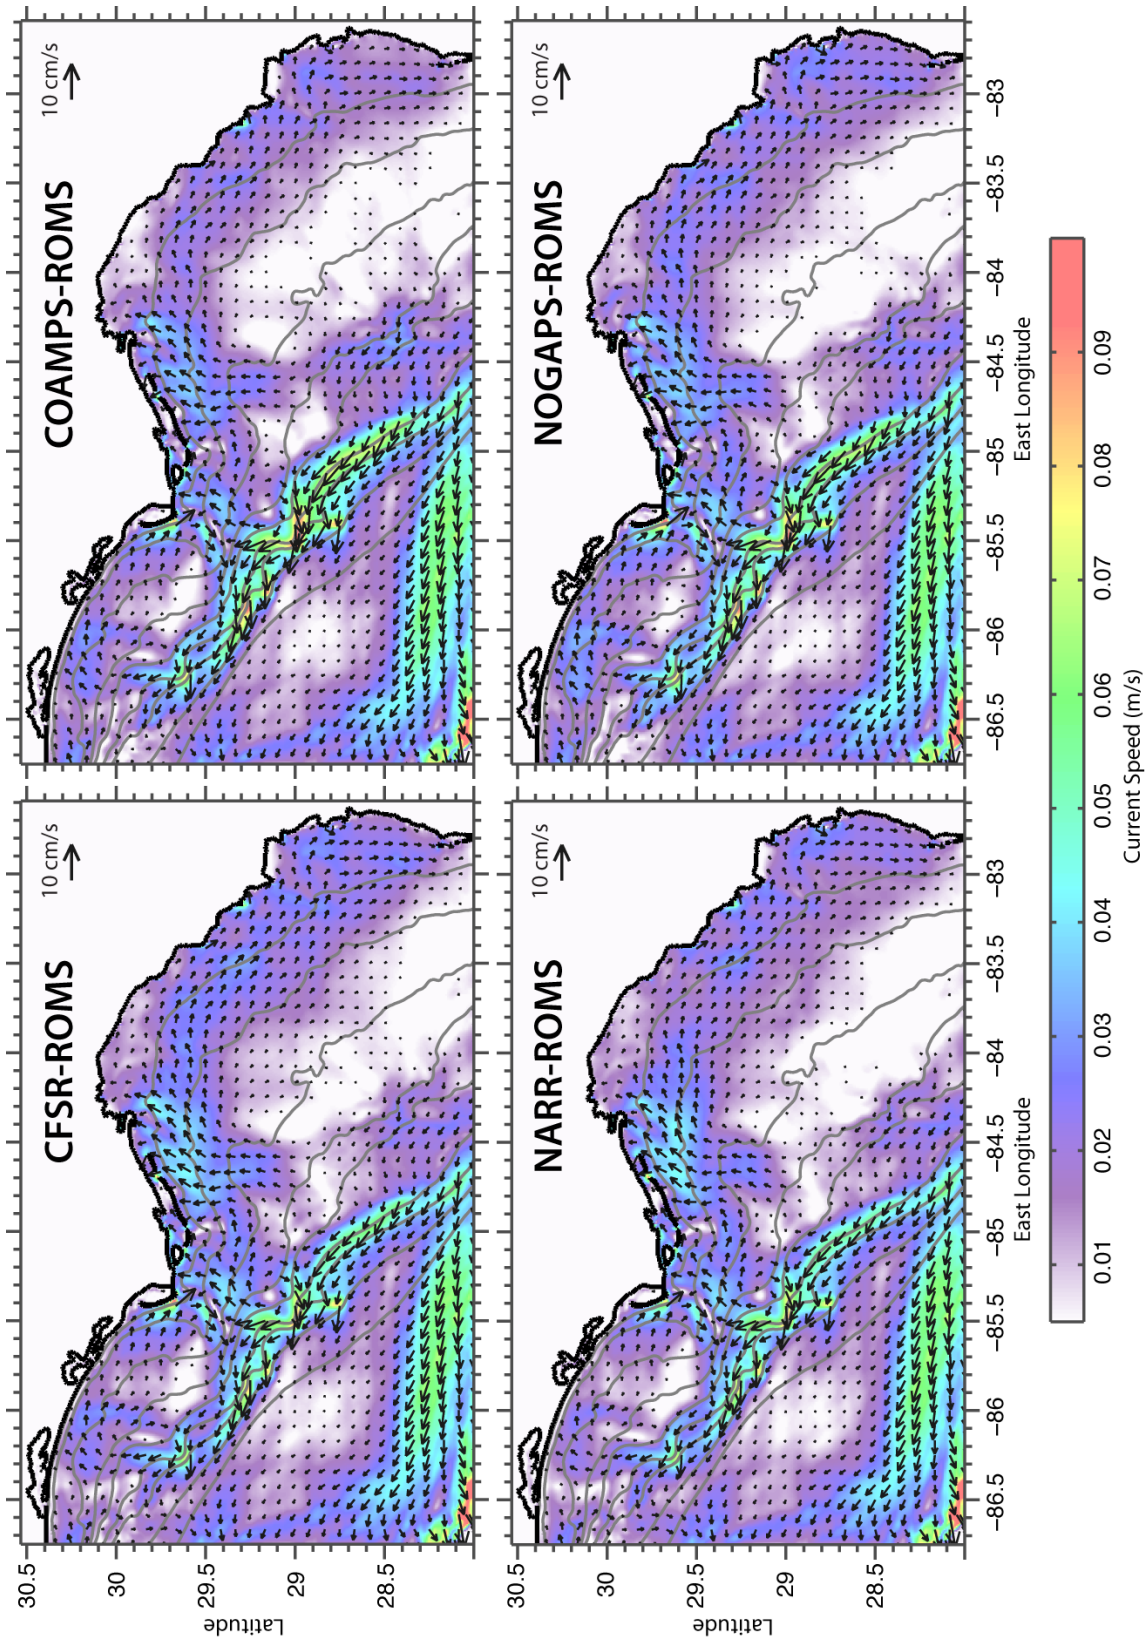 CFSR-ROMS
10 cm/s
COAMPS-ROMS
10 cm/s
30.5
30
29.5
29
28.5
Latitude
NARR-ROMS
10 cm/s
NOGAPS-ROMS
10 cm/s
30.5
30
29.5
29
28.5
Latitude
−86.5
−86
−85.5
−85
−84.5
−84
−83.5
−83
East Longitude
−86.5
−86
−85.5
−85
−84.5
−84
−83.5
−83
East Longitude
0.01
0.02
0.03
0.04
0.05
0.06
0.07
0.08
0.09
Current Speed (m/s)